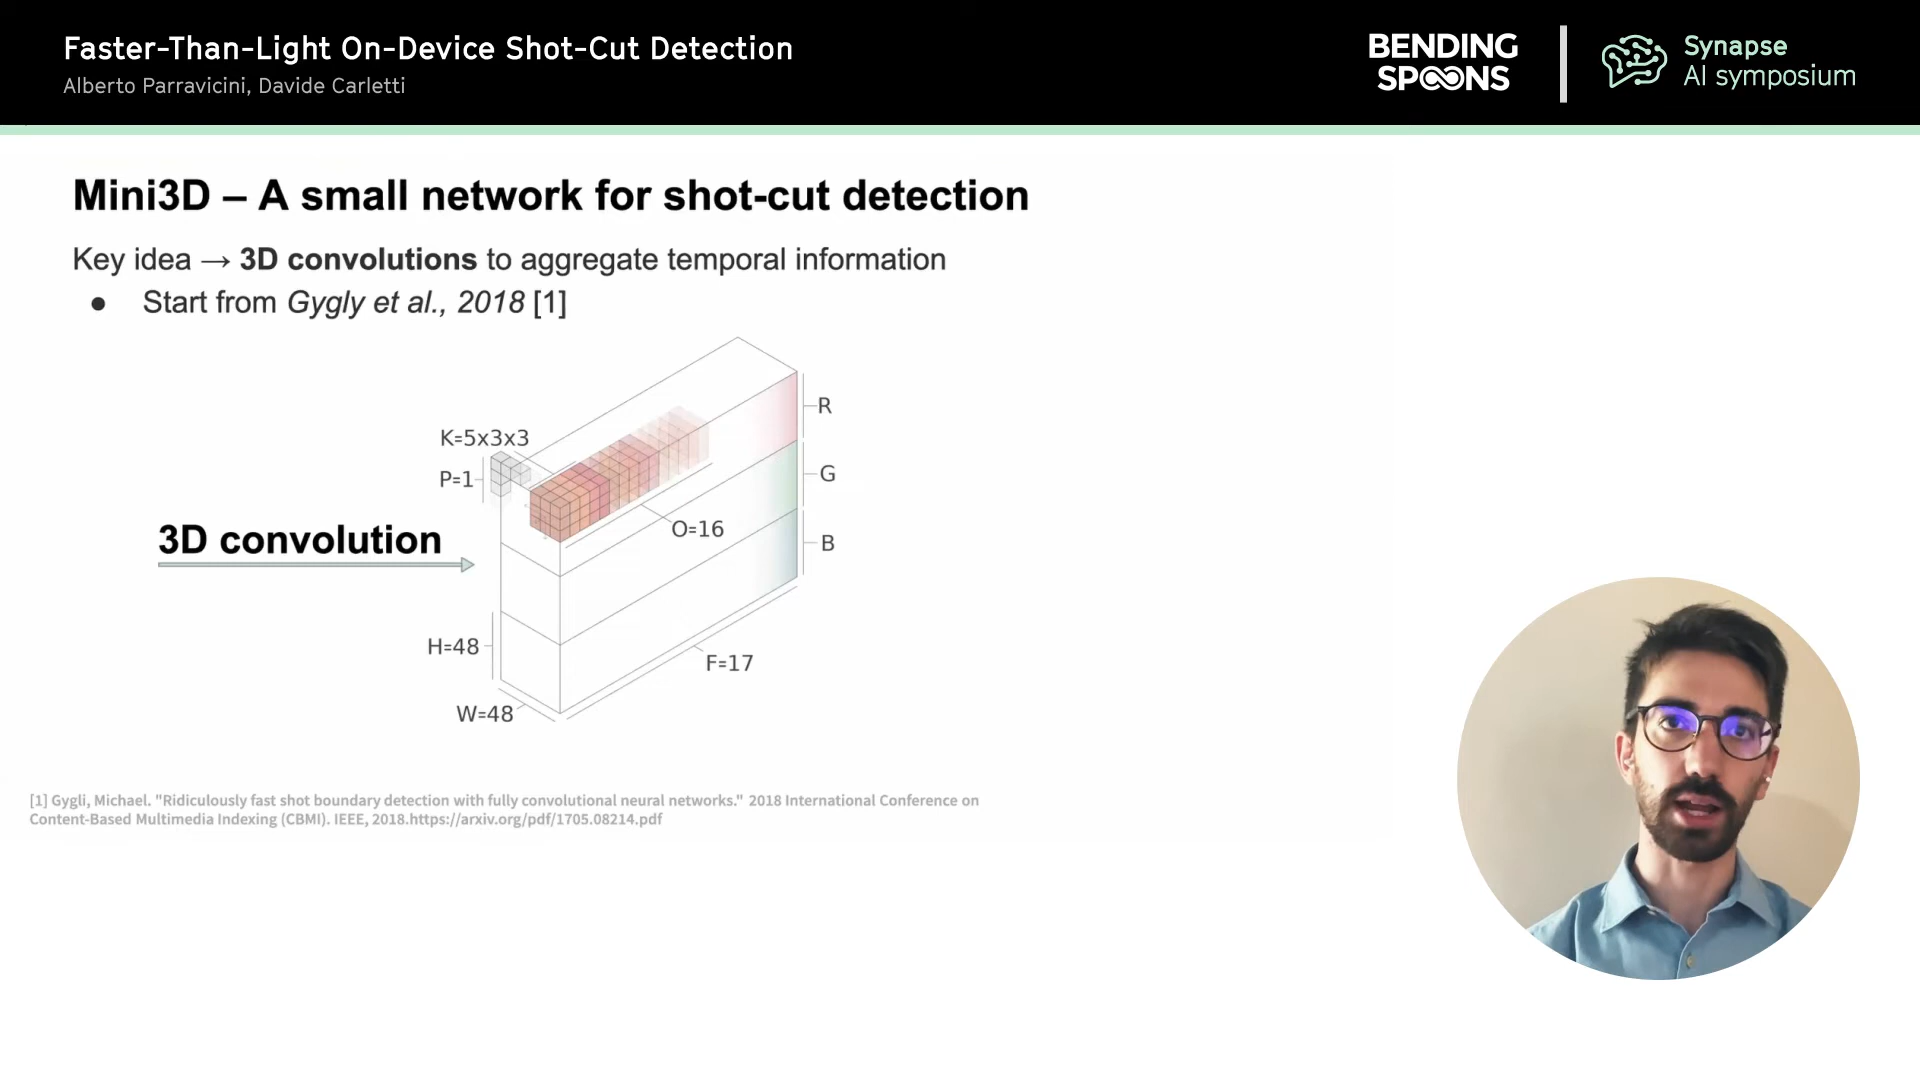 Faster-Than-Light On-Device Shot-Cut Detection
Alberto Parravicini, Davide Carletti
BENDING
SPOONS
Synapse
AI symposium
Mini3D – A small network for shot-cut detection
Key idea → 3D convolutions to aggregate temporal information
● Start from Gygly et al., 2018 [1]
R
K=5x3x3
G
P=1
O=16
3D convolution
B
H=48
F=17
W=48
[1] Gygli, Michael. "Ridiculously fast shot boundary detection with fully convolutional neural networks." 2018 International Conference on
Content-Based Multimedia Indexing (CBMI). IEEE, 2018.https://arxiv.org/pdf/1705.08214.pdf